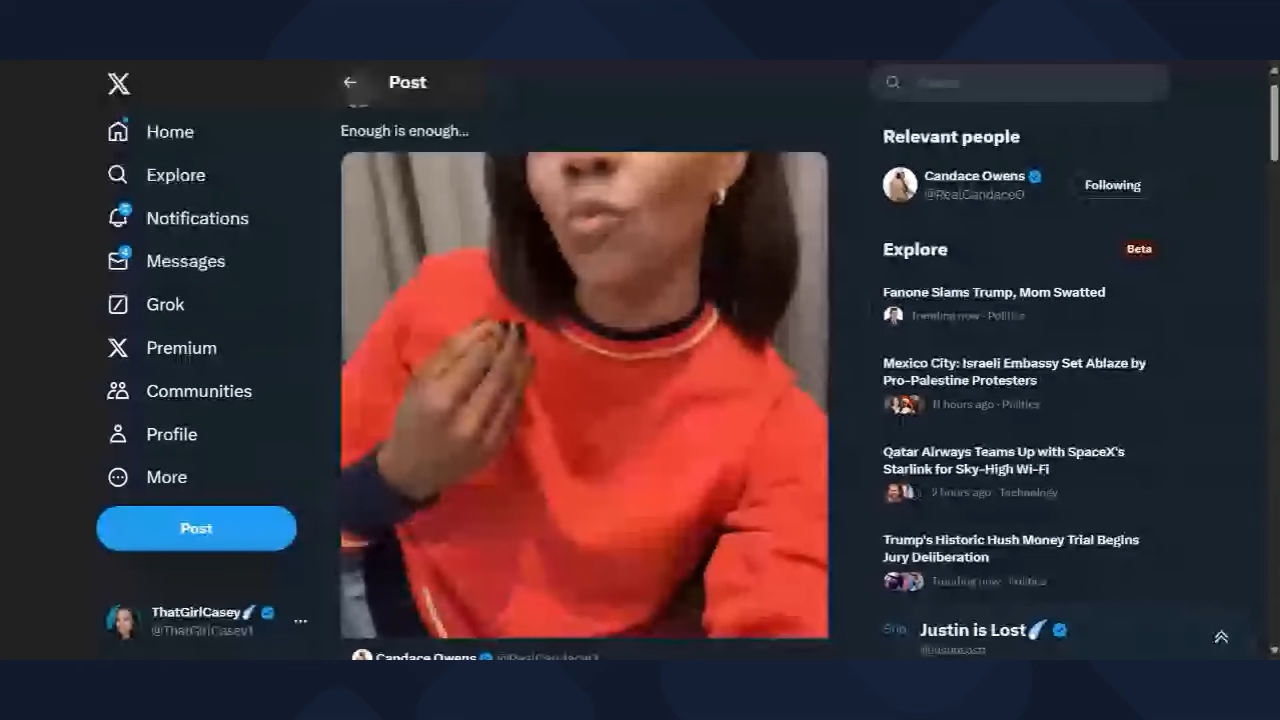 Post
Home
Explore
Notifications
Messages
Grok
Premium
Communities
Profile
More
Post
ThatGirlCasey
@ThatGirlCasey1
Enough is enough...
Candace Owens
Relevant people
Candace Owens
@RealCandaceO
Following
Explore
Beta
Fanone Slams Trump, Mom Swatted
Trending now · Politics
Mexico City: Israeli Embassy Set Ablaze by
Pro-Palestine Protesters
11 hours ago · Politics
Qatar Airways Teams Up with SpaceX's
Starlink for Sky-High Wi-Fi
2 hours ago · Technology
Trump's Historic Hush Money Trial Begins
Jury Deliberation
Trending now · Politics
Justin is Lost